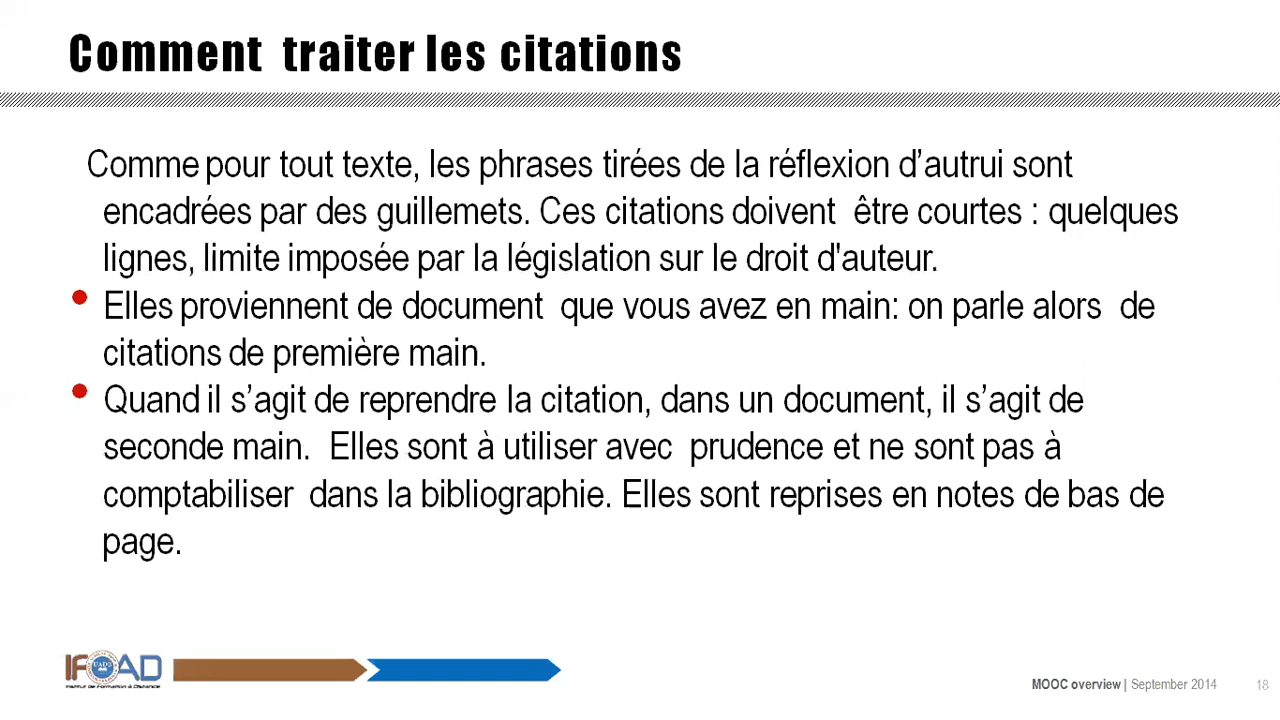 Comment traiter les citations
Comme pour tout texte, les phrases tirées de la réflexion d’autrui sont
encadrées par des guillemets. Ces citations doivent être courtes : quelques
lignes, limite imposée par la législation sur le droit d'auteur.
• Elles proviennent de document que vous avez en main: on parle alors de
citations de première main.
• Quand il s’agit de reprendre la citation, dans un document, il s’agit de
seconde main. Elles sont à utiliser avec prudence et ne sont pas à
comptabiliser dans la bibliographie. Elles sont reprises en notes de bas de
page.
IFOAD
Institut de Formation à Distance
MOOC overview | September 2014
18